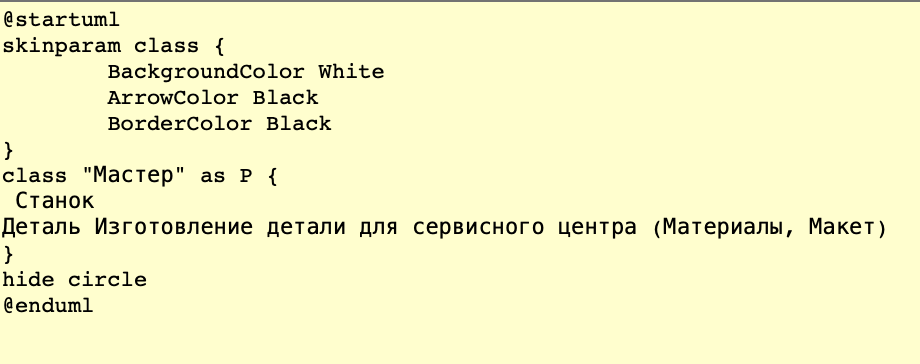 @startuml
skinparam class {
        BackgroundColor White
        ArrowColor Black
        BorderColor Black
}
class "Мастер" as P {
 Станок
Деталь Изготовление детали для сервисного центра (Материалы, Макет)
}
hide circle
@enduml